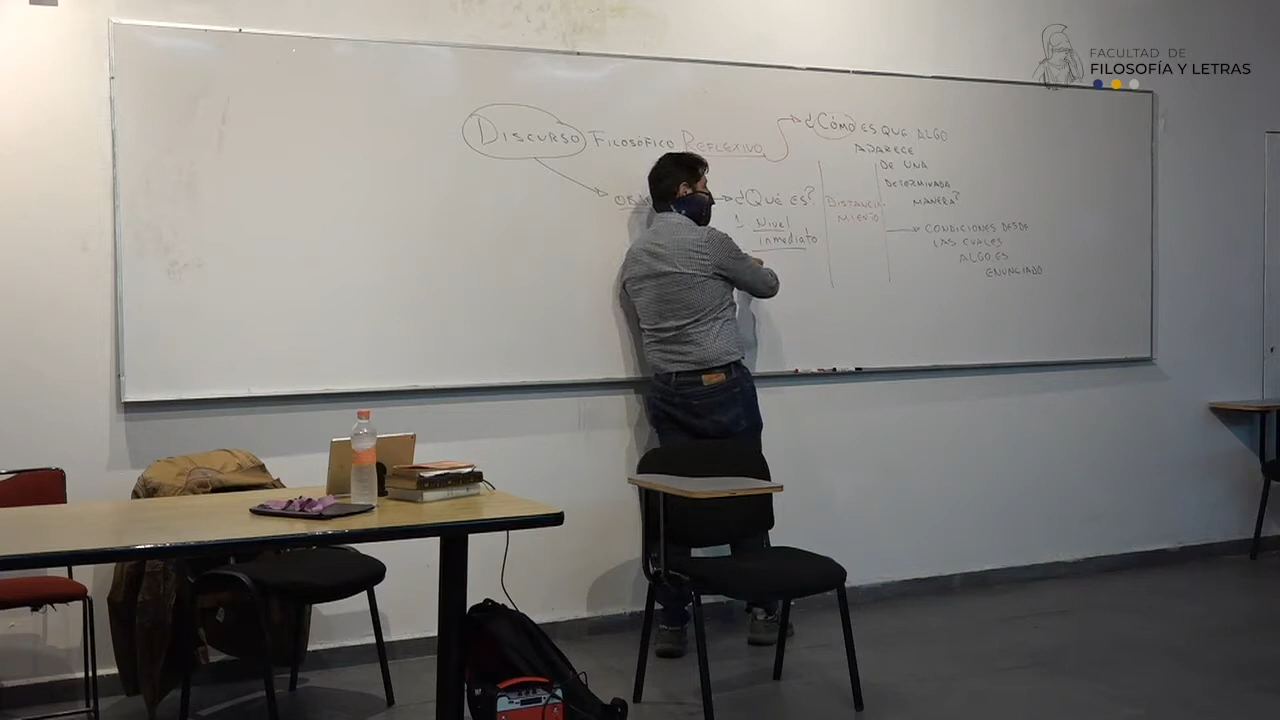 FACULTAD DE
FILOSOFÍA Y LETRAS
DISCURSO FILOSÓFICO REFLEXIVO
¿CÓMO ES QUE ALGO
APARECE
DE UNA
DETERMINADA
MANERA?
¿QUÉ ES?
1 NIVEL
INMEDIATO
DISTANCIA
MIENTO
CONDICIONES DESDE
LAS CUALES
ALGO ES
ENUNCIADO